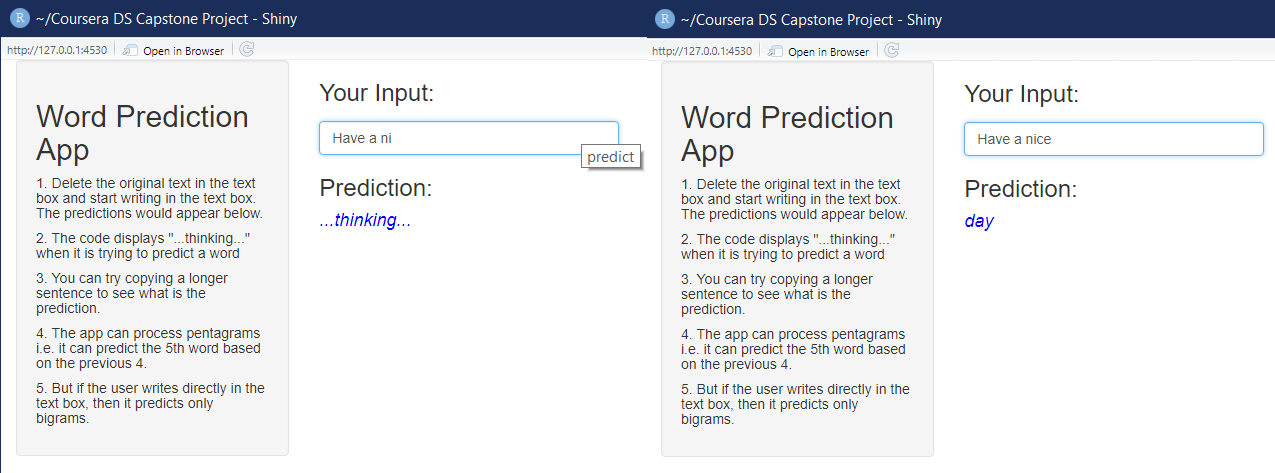 R ~/Coursera DS Capstone Project - Shiny
http://127.0.0.1:4530 Open in Browser
Word Prediction
App
1. Delete the original text in the text
box and start writing in the text box.
The predictions would appear below.
2. The code displays "...thinking..."
when it is trying to predict a word
3. You can try copying a longer
sentence to see what is the
prediction.
4. The app can process pentagrams
i.e. it can predict the 5th word based
on the previous 4.
5. But if the user writes directly in the
text box, then it predicts only
bigrams.
Your Input:
Have a ni
predict
Prediction:
...thinking...
R ~/Coursera DS Capstone Project - Shiny
http://127.0.0.1:4530 Open in Browser
Word Prediction
App
1. Delete the original text in the text
box and start writing in the text box.
The predictions would appear below.
2. The code displays "...thinking..."
when it is trying to predict a word
3. You can try copying a longer
sentence to see what is the
prediction.
4. The app can process pentagrams
i.e. it can predict the 5th word based
on the previous 4.
5. But if the user writes directly in the
text box, then it predicts only
bigrams.
Your Input:
Have a nice
Prediction:
day